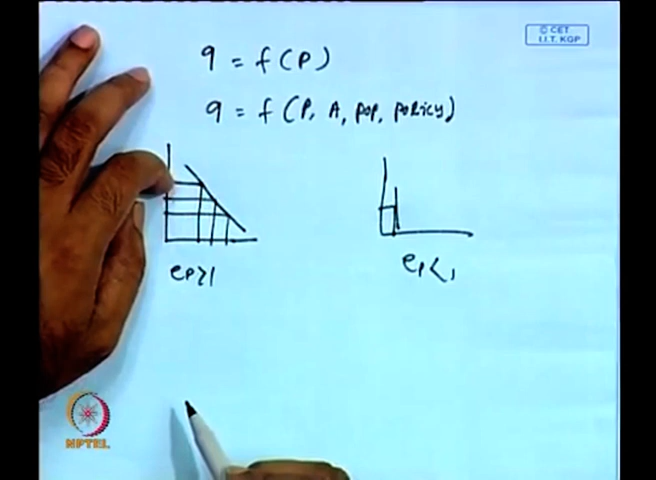 © CET
I.I.T. KGP
q = f(P)
q = f(P, A, pop, policy)
eP>1
eP<1
NPTEL